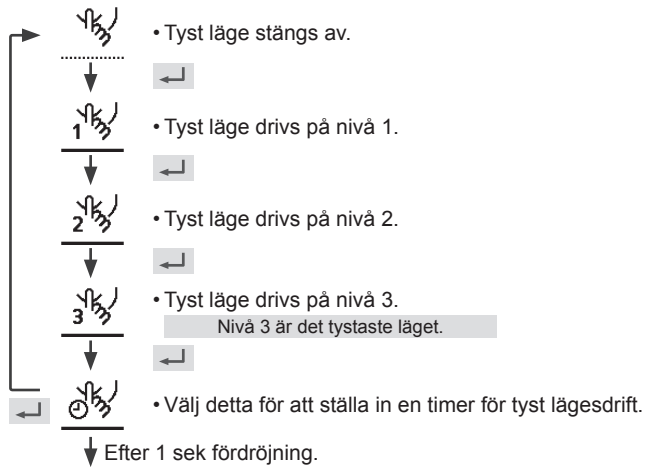 • Tyst läge stängs av.
1
• Tyst läge drivs på nivå 1.
2
• Tyst läge drivs på nivå 2.
3
• Tyst läge drivs på nivå 3.
Nivå 3 är det tystaste läget.
• Välj detta för att ställa in en timer för tyst lägesdrift.
Efter 1 sek fördröjning.